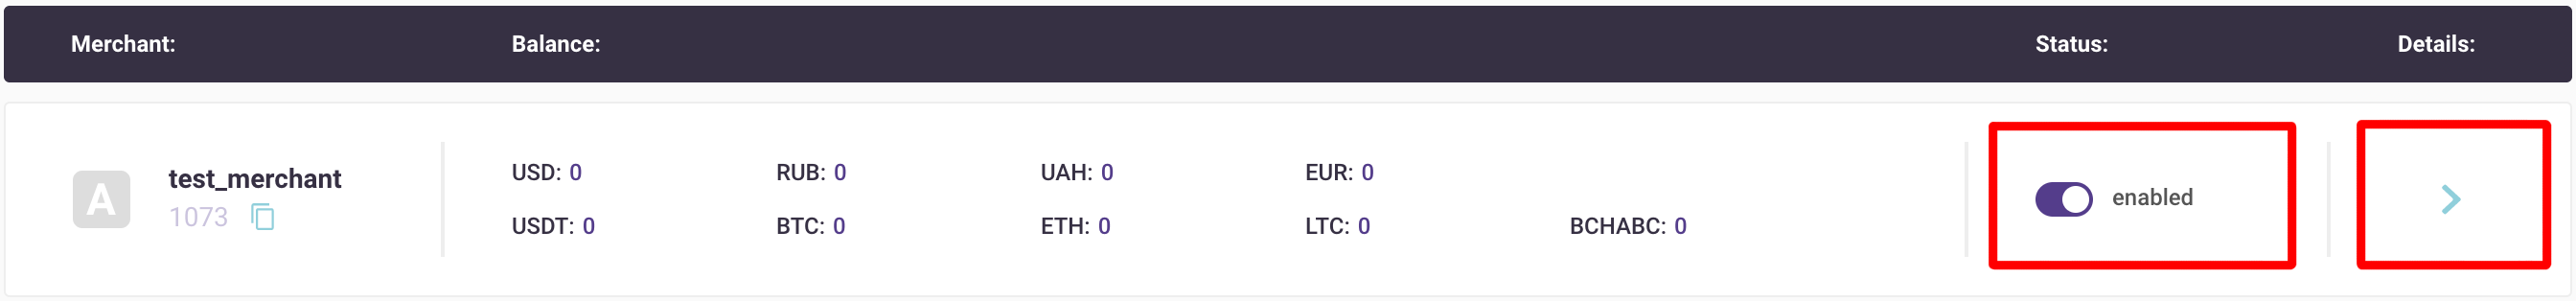 Merchant: Balance: Status: Details:
A
test_merchant
1073
USD: 0 RUB: 0 UAH: 0 EUR: 0
USDT: 0 BTC: 0 ETH: 0 LTC: 0 BCHABC: 0
enabled